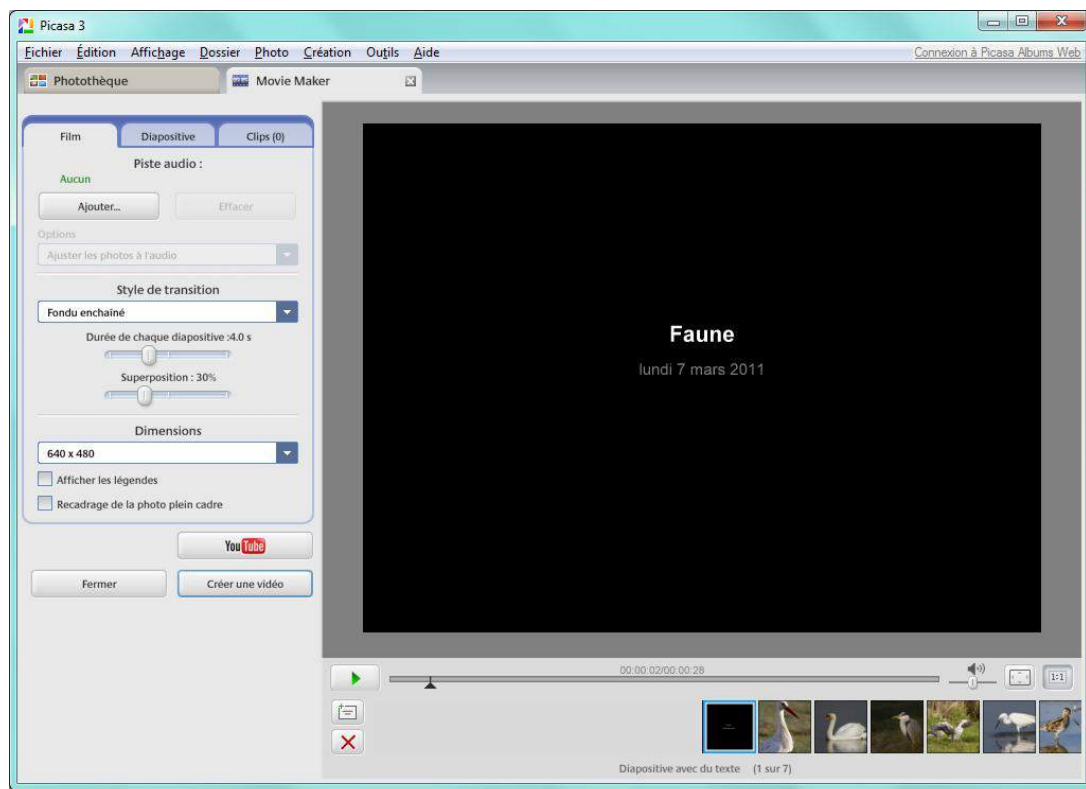 Picasa 3
Fichier Édition Affichage Dossier Photo Création Outils Aide
Connexion à Picasa Albums Web
Photothèque
Movie Maker
Film
Diapositive
Clips (0)
Piste audio :
Aucun
Ajouter...
Effacer
Options
Ajuster les photos à l'audio
Style de transition
Fondu enchaîné
Durée de chaque diapositive :4.0 s
Superposition : 30%
Dimensions
640 x 480
Afficher les légendes
Recadrage de la photo plein cadre
YouTube
Fermer
Créer une vidéo
Faune
lundi 7 mars 2011
00:00:02/00:00:28
1:1
Diapositive avec du texte (1 sur 7)